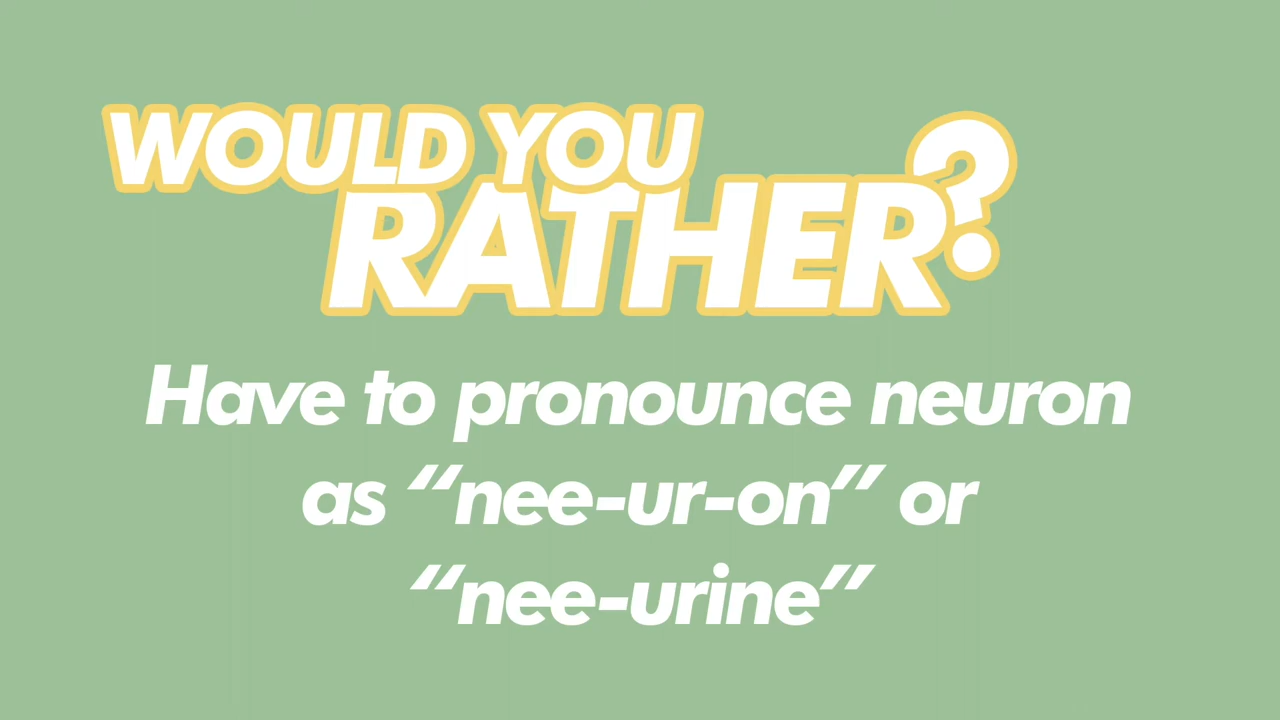 WOULD YOU
RATHER?
Have to pronounce neuron
as “nee-ur-on” or
“nee-urine”